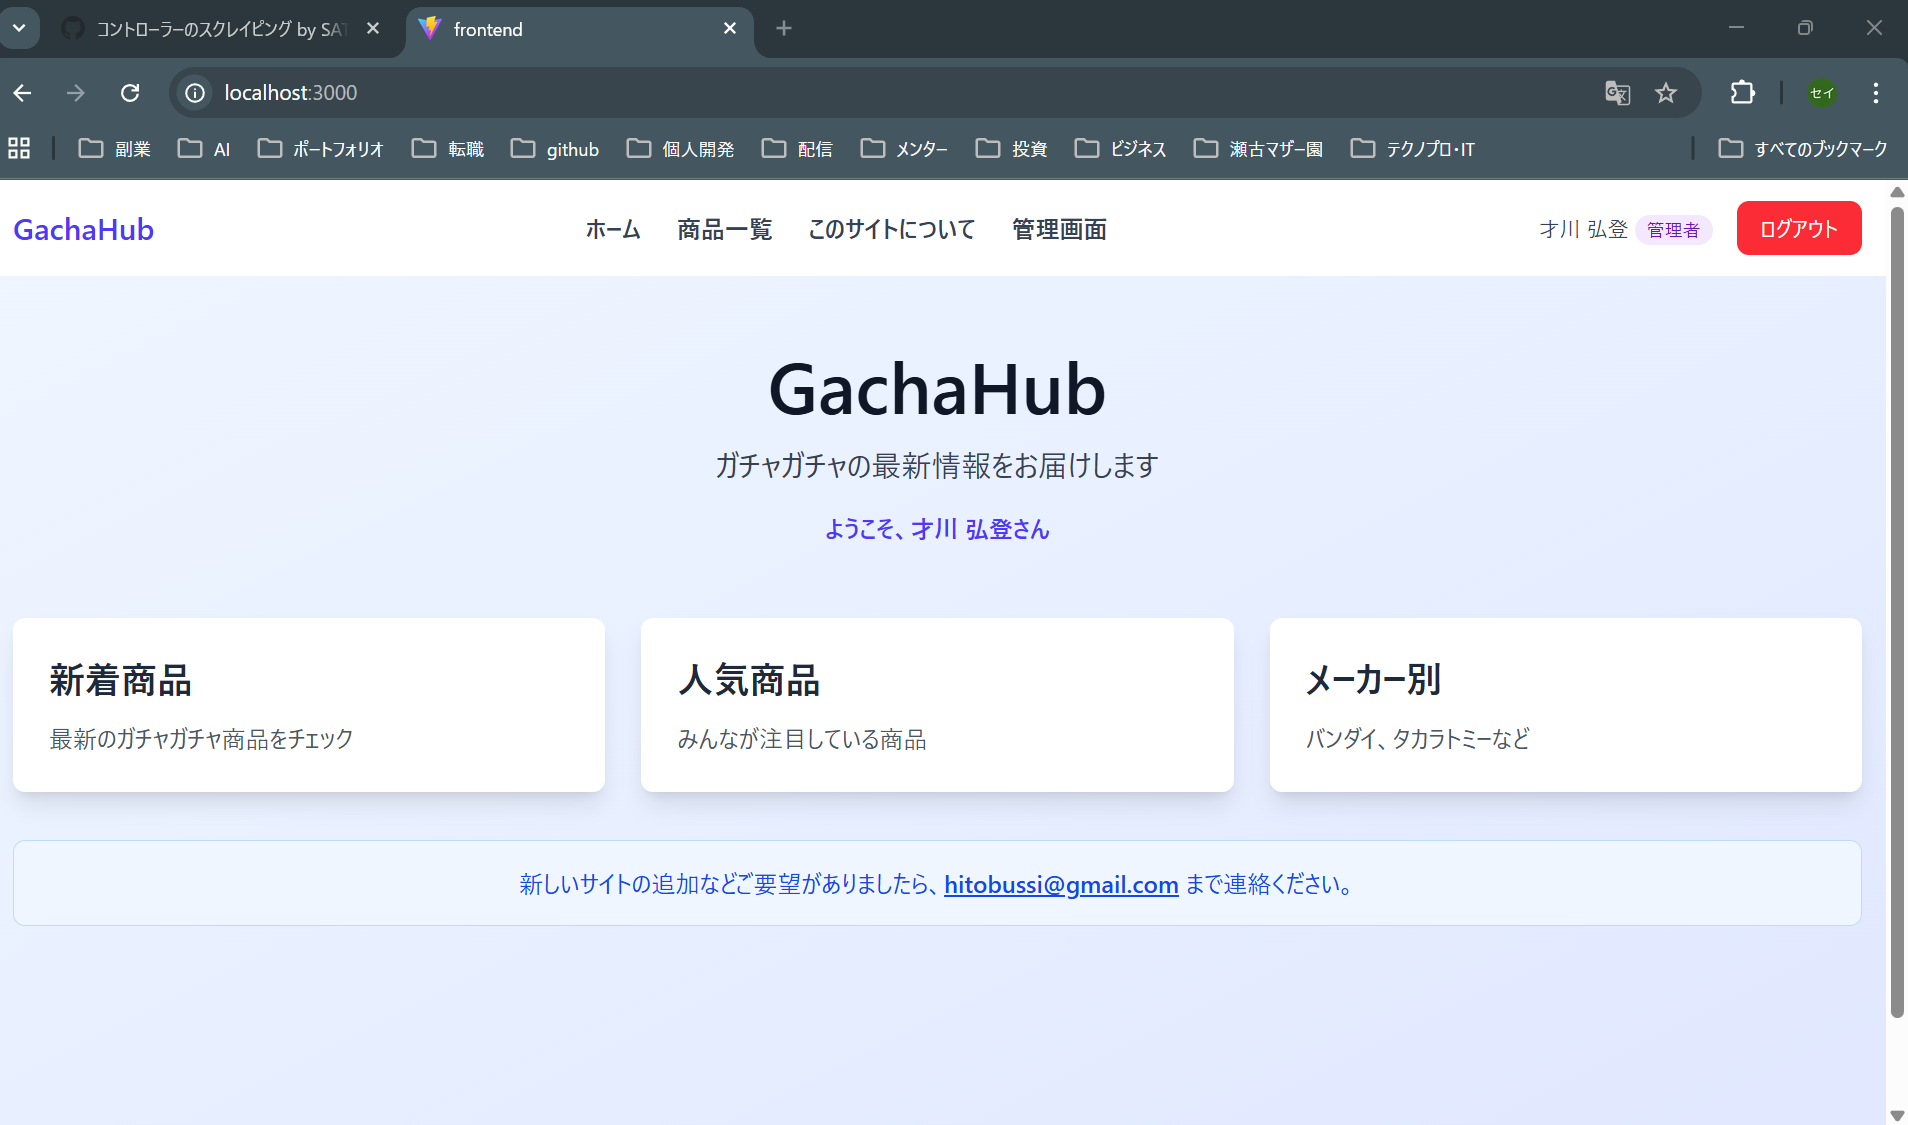 コントローラーのスクレイピング by SAT
frontend
localhost:3000
副業
AI
ポートフォリオ
転職
github
個人開発
配信
メンター
投資
ビジネス
瀬古マザー園
テクノプロ・IT
すべてのブックマーク
セイ
GachaHub
ホーム
商品一覧
このサイトについて
管理画面
才川 弘登
管理者
ログアウト
GachaHub
ガチャガチャの最新情報をお届けします
ようこそ、才川 弘登さん
新着商品
最新のガチャガチャ商品をチェック
人気商品
みんなが注目している商品
メーカー別
バンダイ、タカラトミーなど
新しいサイトの追加などご要望がありましたら、hitobussi@gmail.com まで連絡ください。